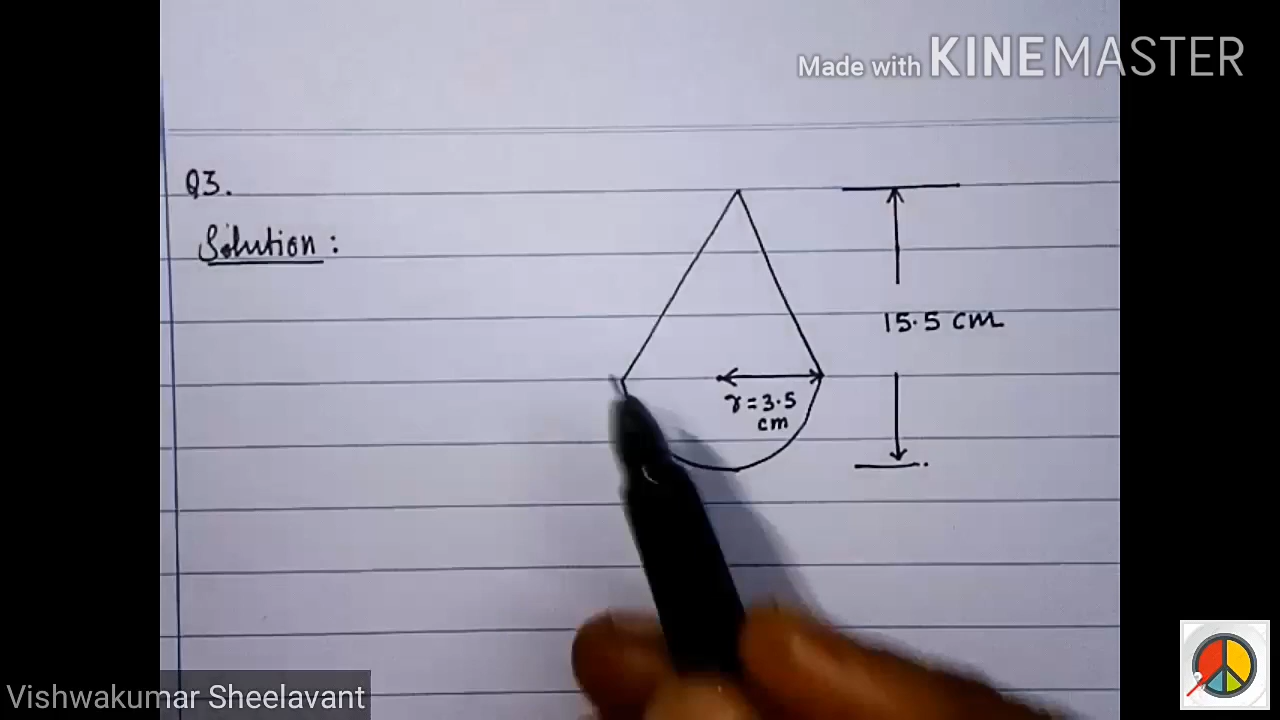 Made with KINEMASTER
Q3.
Solution :
15.5 cm
r = 3.5
cm
Vishwakumar Sheelavant